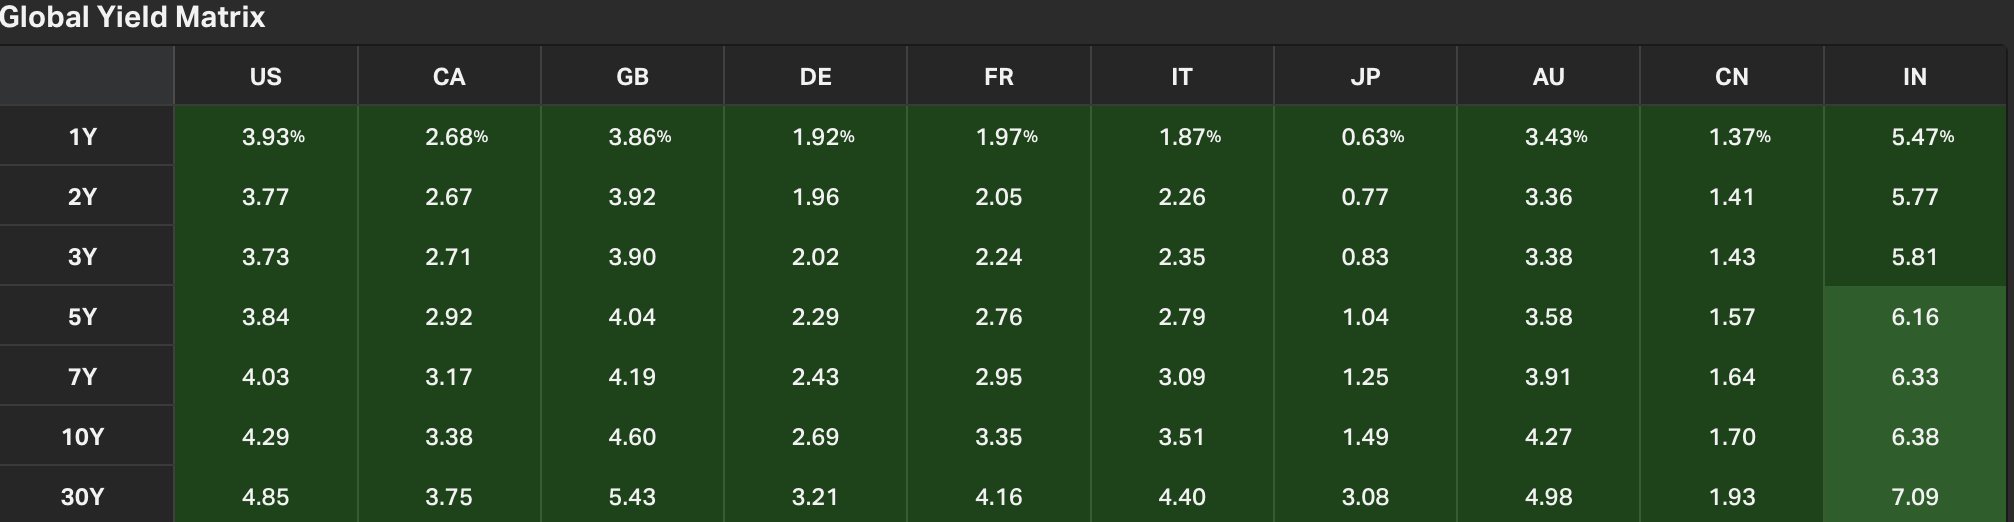 Global Yield Matrix
US CA GB DE FR IT JP AU CN IN
1Y 3.93% 2.68% 3.86% 1.92% 1.97% 1.87% 0.63% 3.43% 1.37% 5.47%
2Y 3.77 2.67 3.92 1.96 2.05 2.26 0.77 3.36 1.41 5.77
3Y 3.73 2.71 3.90 2.02 2.24 2.35 0.83 3.38 1.43 5.81
5Y 3.84 2.92 4.04 2.29 2.76 2.79 1.04 3.58 1.57 6.16
7Y 4.03 3.17 4.19 2.43 2.95 3.09 1.25 3.91 1.64 6.33
10Y 4.29 3.38 4.60 2.69 3.35 3.51 1.49 4.27 1.70 6.38
30Y 4.85 3.75 5.43 3.21 4.16 4.40 3.08 4.98 1.93 7.09